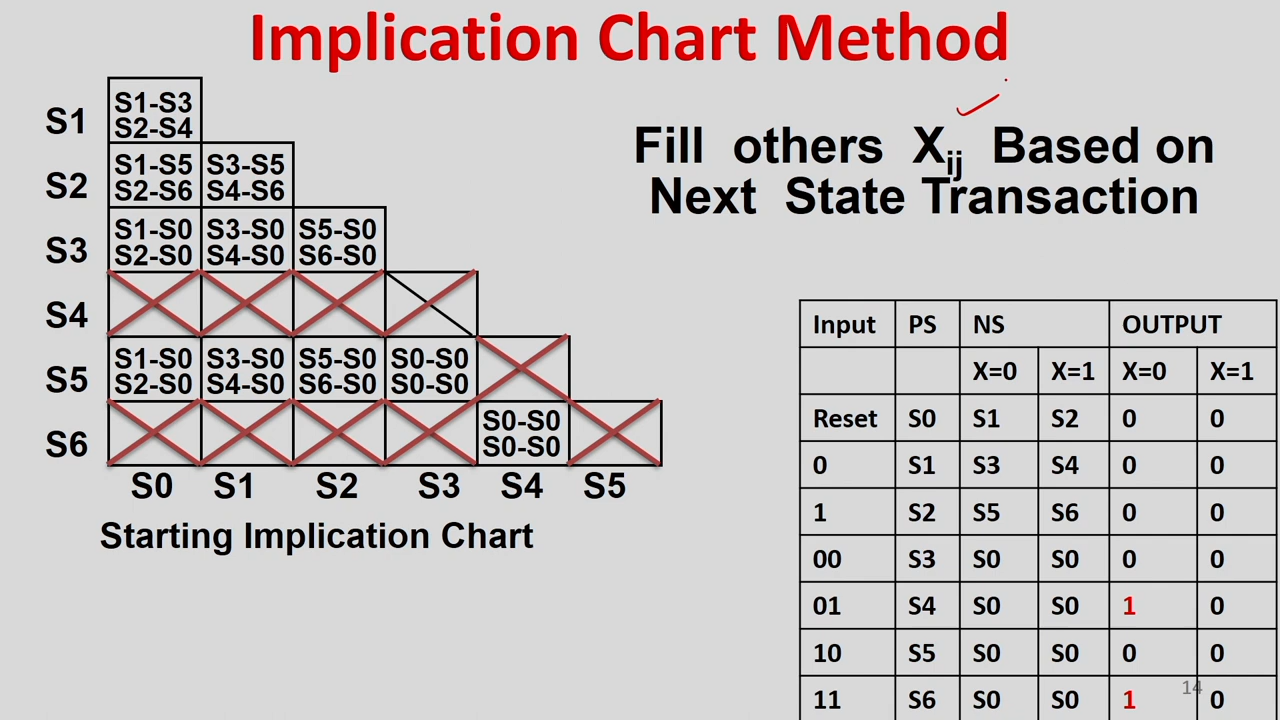 Implication Chart Method
Fill others Xij Based on
Next State Transaction
S1-S3
S1 S2-S4
S1-S5 S3-S5
S2 S2-S6 S4-S6
S1-S0 S3-S0 S5-S0
S3 S2-S0 S4-S0 S6-S0
S4
S1-S0 S3-S0 S5-S0 S0-S0
S5 S2-S0 S4-S0 S6-S0 S0-S0
S0-S0
S6 S0-S0
S0 S1 S2 S3 S4 S5
Starting Implication Chart
Input PS NS OUTPUT
X=0 X=1 X=0 X=1
Reset S0 S1 S2 0 0
0 S1 S3 S4 0 0
1 S2 S5 S6 0 0
00 S3 S0 S0 0 0
01 S4 S0 S0 1 0
10 S5 S0 S0 0 0
11 S6 S0 S0 1 0
14